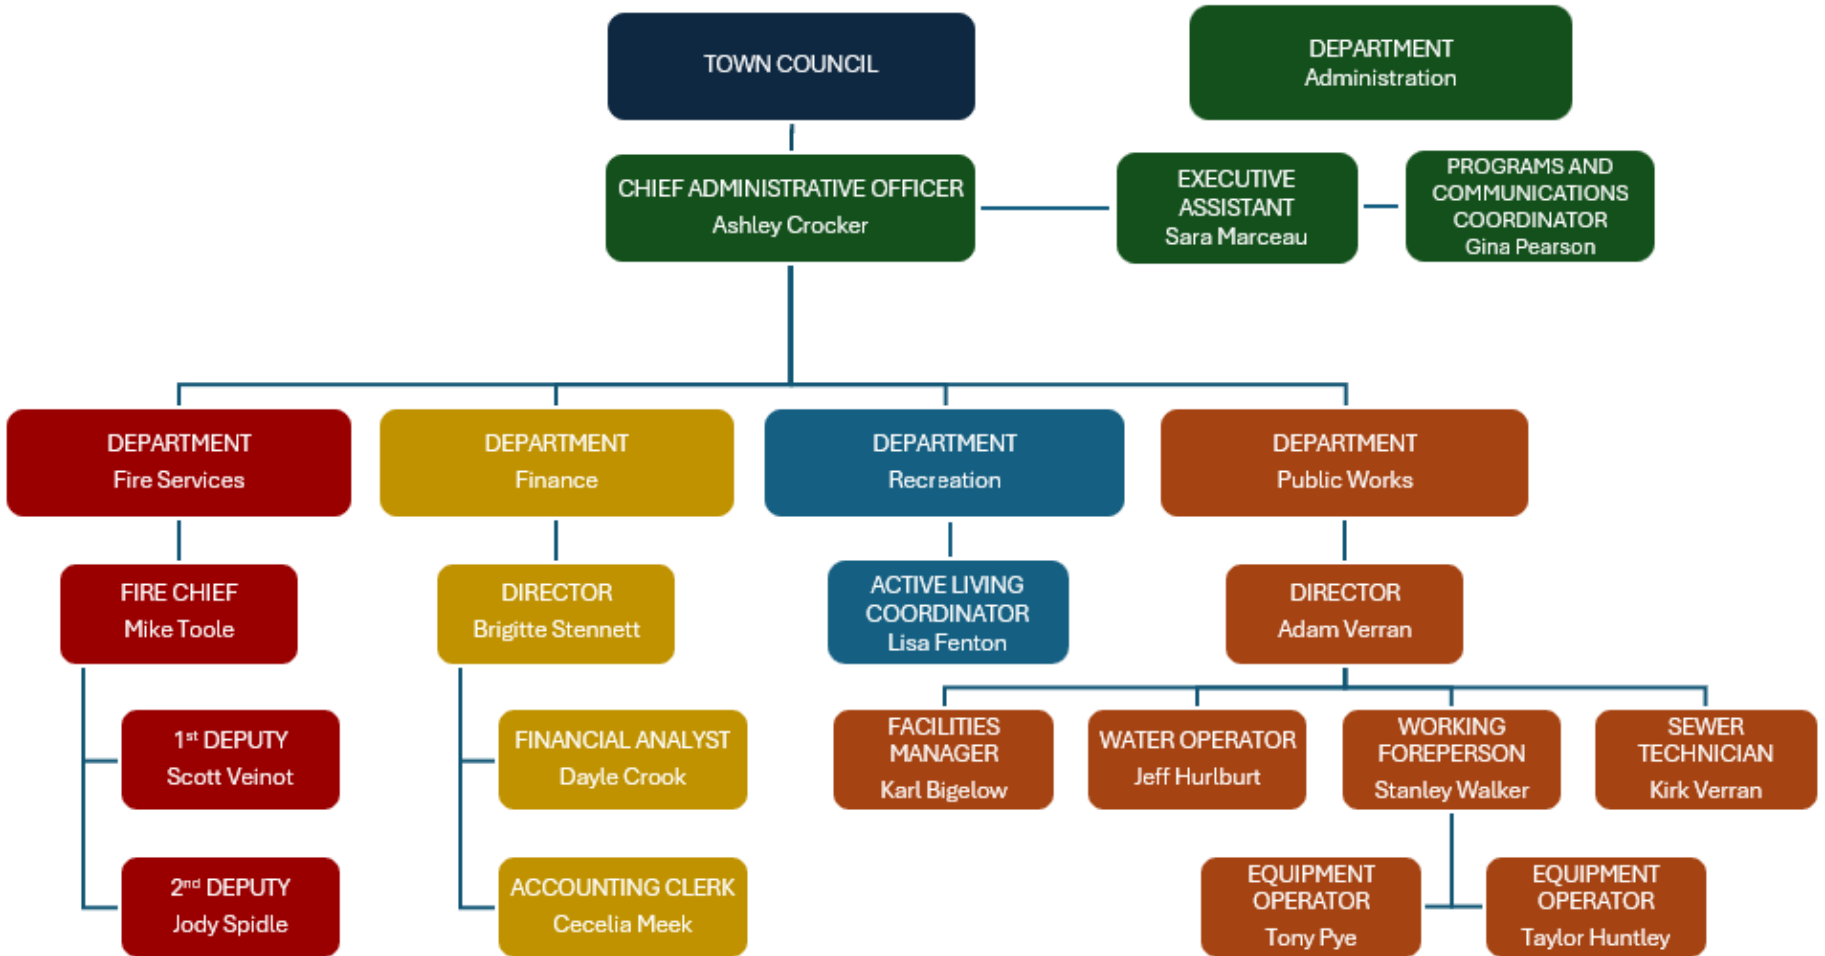 TOWN COUNCIL
DEPARTMENT
Administration
CHIEF ADMINISTRATIVE OFFICER
Ashley Crocker
EXECUTIVE
ASSISTANT
Sara Marceau
PROGRAMS AND
COMMUNICATIONS
COORDINATOR
Gina Pearson
DEPARTMENT
Fire Services
DEPARTMENT
Finance
DEPARTMENT
Recreation
DEPARTMENT
Public Works
FIRE CHIEF
Mike Toole
DIRECTOR
Brigitte Stennett
ACTIVE LIVING
COORDINATOR
Lisa Fenton
DIRECTOR
Adam Verran
1st DEPUTY
Scott Veinot
FINANCIAL ANALYST
Dayle Crook
FACILITIES
MANAGER
Karl Bigelow
WATER OPERATOR
Jeff Hurlburt
WORKING
FOREPERSON
Stanley Walker
SEWER
TECHNICIAN
Kirk Verran
2nd DEPUTY
Jody Spidle
ACCOUNTING CLERK
Cecelia Meek
EQUIPMENT
OPERATOR
Tony Pye
EQUIPMENT
OPERATOR
Taylor Huntley